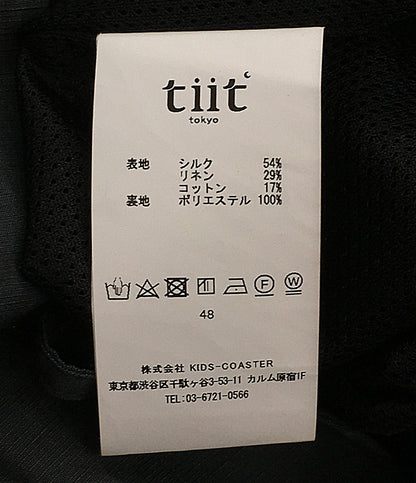 tiit
tokyo
表地 シルク 54%
リネン 29%
コットン 17%
裏地 ポリエステル 100%
F W
48
株式会社 KIDS-COASTER
東京都渋谷区千駄ヶ谷3-53-11 カルム原宿1F
TEL:03-6721-0566